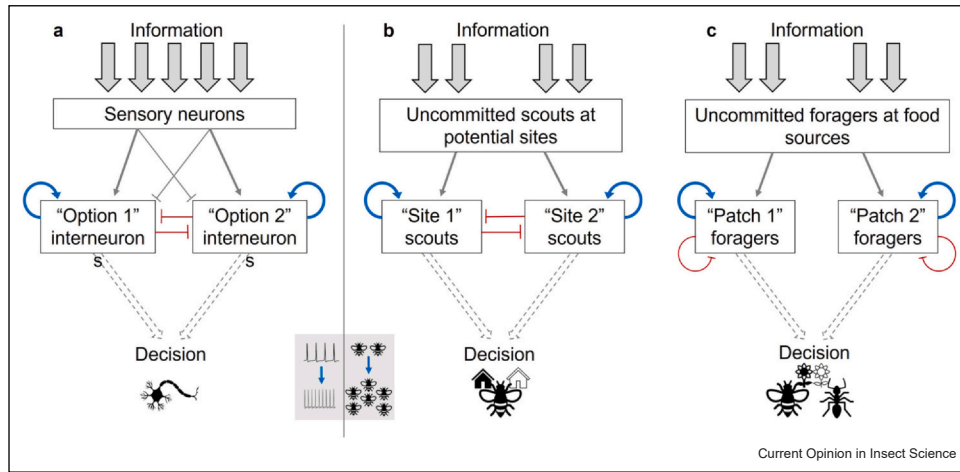 a
Information
Sensory neurons
“Option 1”
interneuron
s
“Option 2”
interneuron
s
Decision
b
Information
Uncommitted scouts at
potential sites
“Site 1”
scouts
“Site 2”
scouts
Decision
c
Information
Uncommitted foragers at food
sources
“Patch 1”
foragers
“Patch 2”
foragers
Decision
Current Opinion in Insect Science